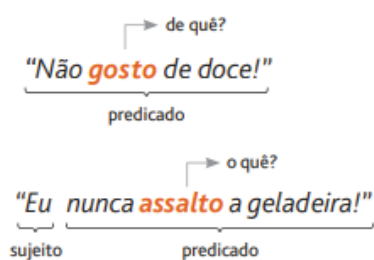 de quê?
“Não gosto de doce!”
predicado
o quê?
“Eu nunca assalto a geladeira!”
sujeito predicado